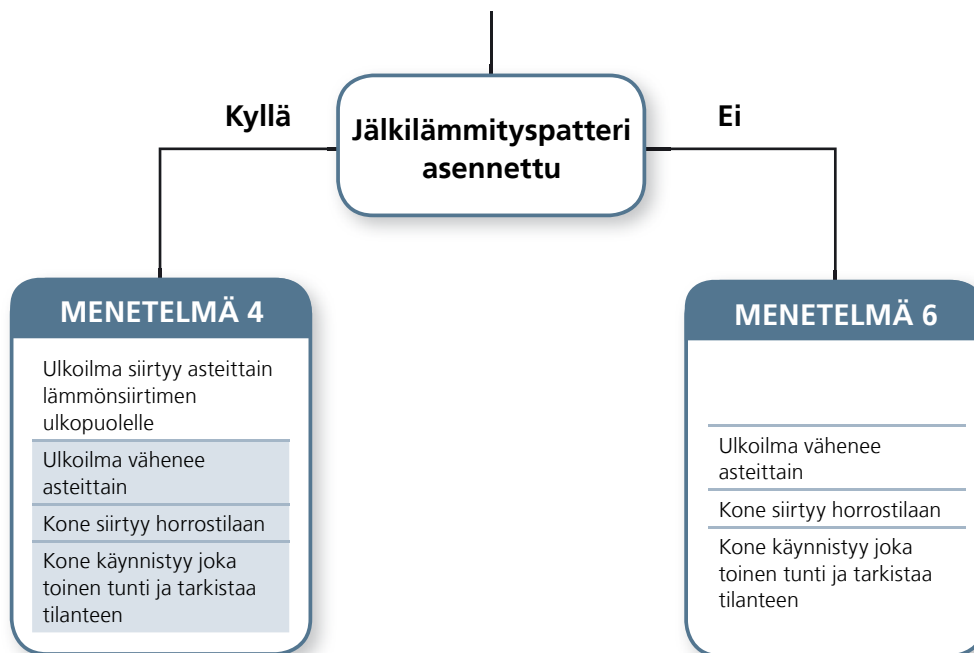 Kyllä
Jälkilämmityspatteri
asennettu
Ei
MENETELMÄ 4
Ulkoilma siirtyy asteittain
lämmönsiirtimen
ulkopuolelle
Ulkoilma vähenee
asteittain
Kone siirtyy horrostilaan
Kone käynnistyy joka
toinen tunti ja tarkistaa
tilanteen
MENETELMÄ 6
Ulkoilma vähenee
asteittain
Kone siirtyy horrostilaan
Kone käynnistyy joka
toinen tunti ja tarkistaa
tilanteen